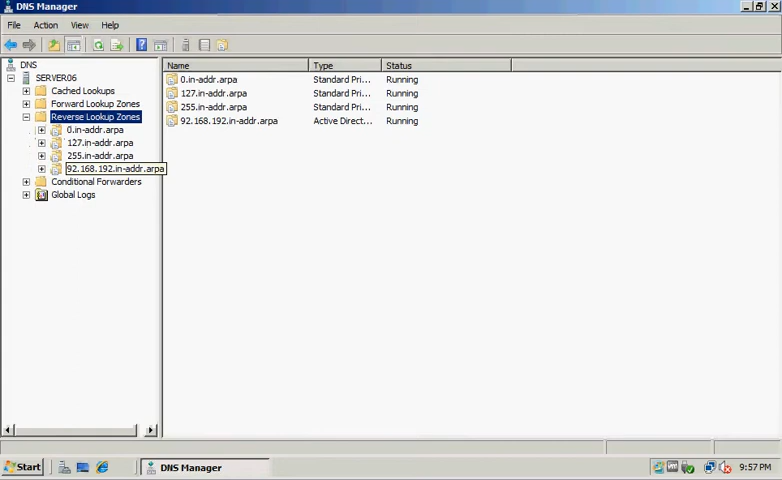 DNS Manager
File Action View Help
DNS
SERVER06
Cached Lookups
Forward Lookup Zones
Reverse Lookup Zones
0.in-addr.arpa
127.in-addr.arpa
255.in-addr.arpa
92.168.192.in-addr.arpa
Conditional Forwarders
Global Logs
Name Type Status
0.in-addr.arpa Standard Pri... Running
127.in-addr.arpa Standard Pri... Running
255.in-addr.arpa Standard Pri... Running
92.168.192.in-addr.arpa Active Direct... Running
Start DNS Manager 9:57 PM